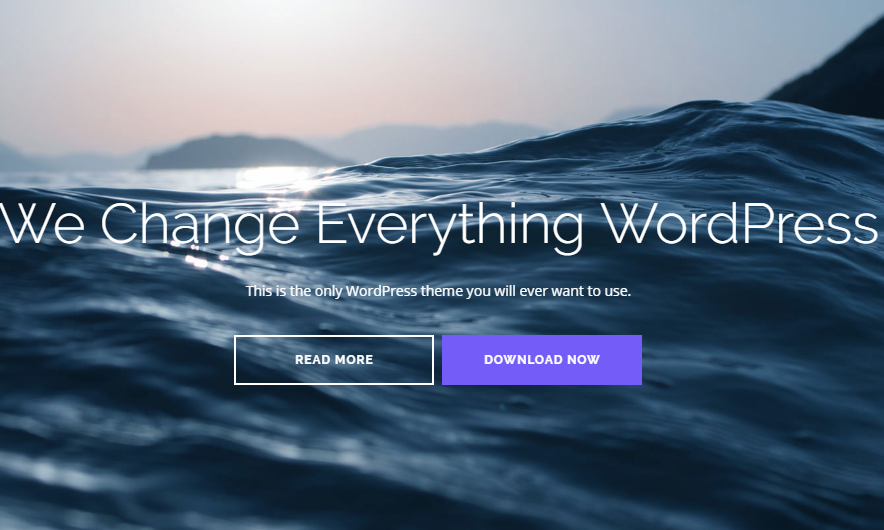 We Change Everything WordPress
This is the only WordPress theme you will ever want to use.
READ MORE
DOWNLOAD NOW